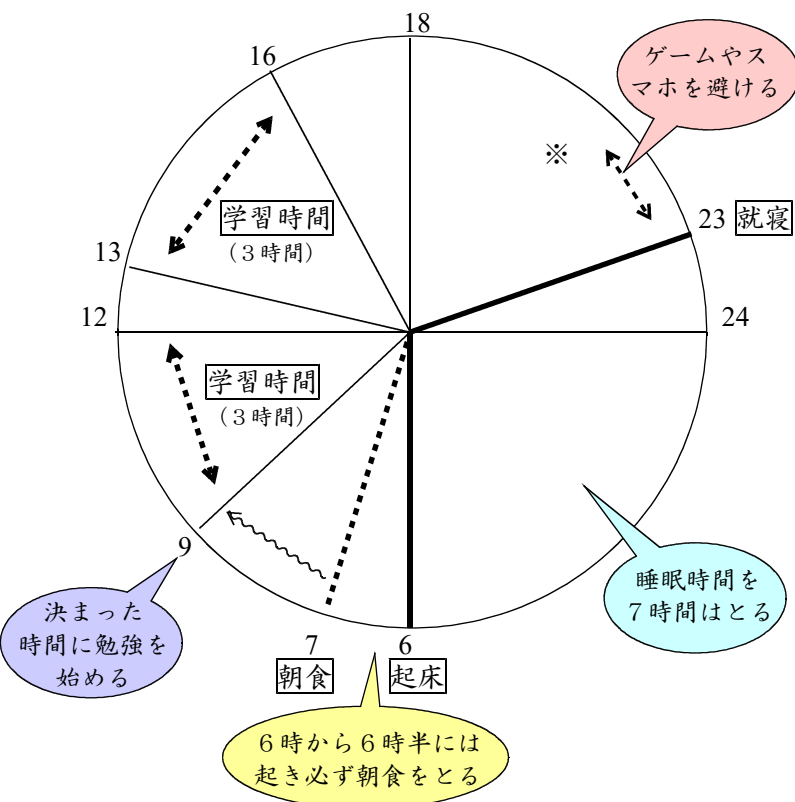 18
16
ゲームやス
マホを避ける
※
学習時間
(3時間)
23 就寝
13
12
24
学習時間
(3時間)
9
睡眠時間を
7時間はとる
決まった
時間に勉強を
始める
7
朝食
6
起床
6時から6時半には
起き必ず朝食をとる